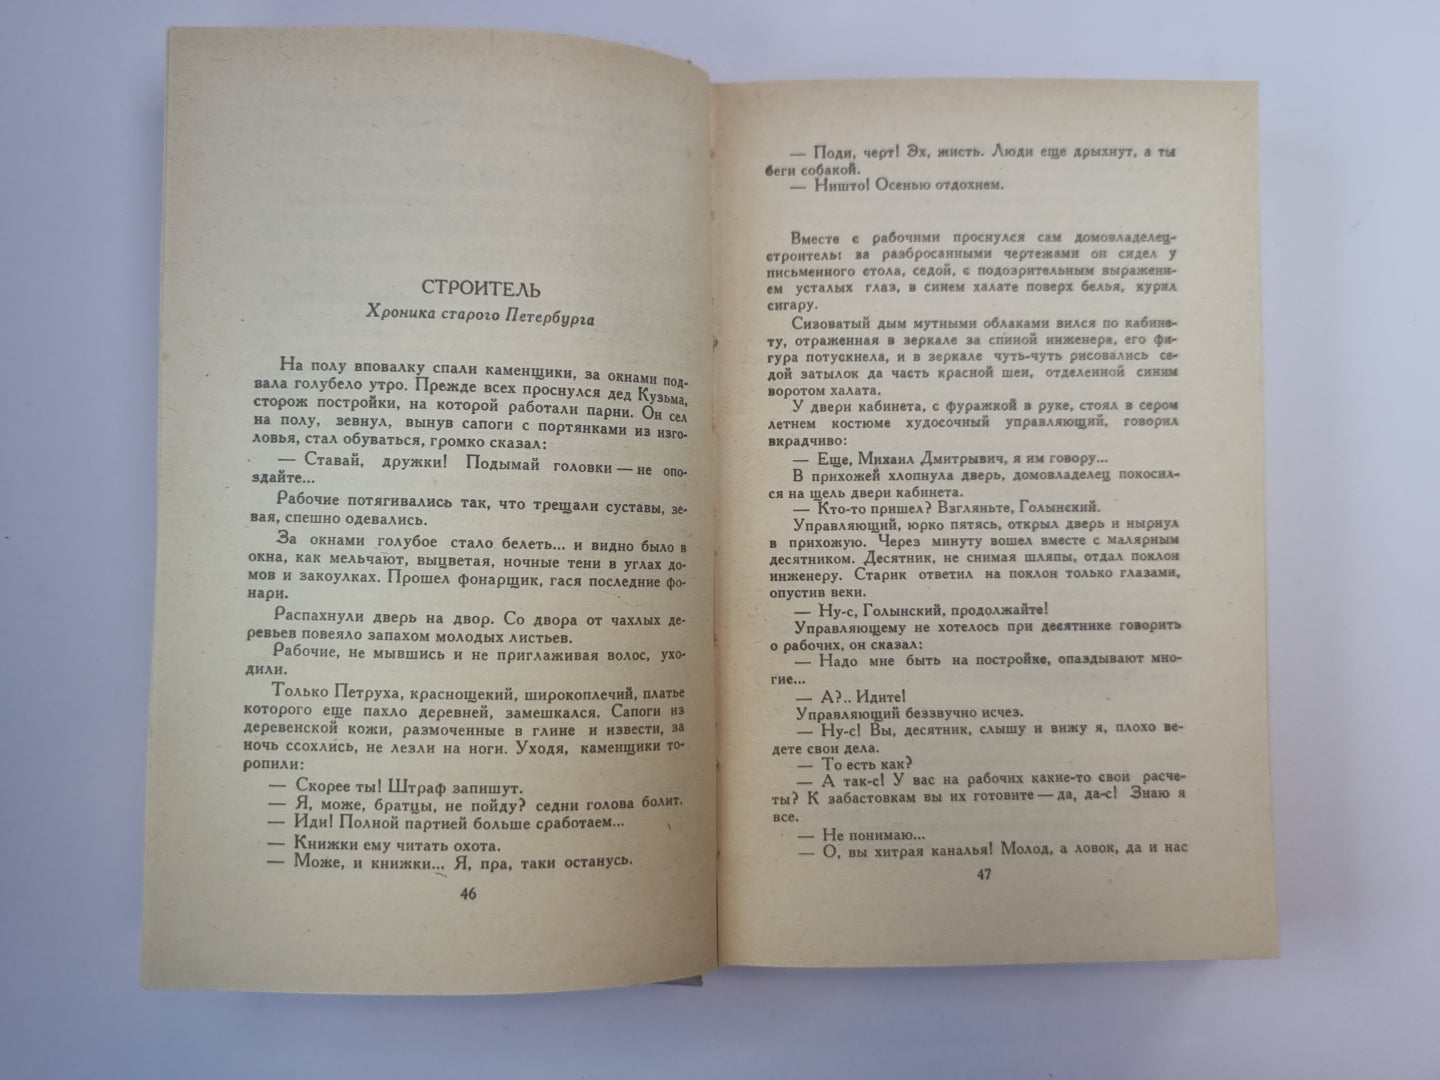 СТРОИТЕЛЬ
Хроника старого Петербурга
На полу вповалку спали каменщики, за окнами под-
вала голубело утро. Прежде всех проснулся дед Кузьма,
сторож постройки, на которой работали парни. Он сел
на полу, зевнул, вынув сапоги с портянками из изго-
ловья, стал обуваться, громко сказал:
— Ставай, дружки! Подымай головки — не опо-
здайте...
Рабочие потягивались так, что трещали суставы, зе-
вая, спешно одевались.
За окнами голубое стало белеть... и видно было в
окна, как мельчают, выцветая, ночные тени в углах до-
мов и закоулках. Прошел фонарщик, гася последние фо-
нари.
Распахнули дверь на двор. Со двора от чахлых де-
ревьев повеяло запахом молодых листьев.
Рабочие, не мывшись и не приглаживая волос, ухо-
дили.
Только Петруха, краснощекий, широкоплечий, платье
которого еще пахло деревней, замешкался. Сапоги из
деревенской кожи, размоченные в глине и извести, за
ночь ссохлись, не лезли на ноги. Уходя, каменщики то-
ропили:
— Скорее ты! Штраф запишут.
— Я, може, братцы, не пойду? седни голова болит.
— Иди! Полной партией больше сработаем...
— Книжки ему читать охота.
— Може, и книжки... Я, пра, таки останусь.
46
— Поди, черт! Эх, жисть. Люди еще дрыхнут, а ты
беги собакой.
— Ништо! Осенью отдохнем.
Вместе с рабочими проснулся сам домовладелец-
строитель: за разбросанными чертежами он сидел у
письменного стола, седой, с подозрительным выражени-
ем усталых глаз, в синем халате поверх белья, курил
сигару.
Сизоватый дым мутными облаками вился по кабине-
ту, отраженная в зеркале за спиной инженера, его фи-
гура потускнела, и в зеркале чуть-чуть рисовались се-
дой затылок да часть красной шеи, отделенной синим
воротом халата.
У двери кабинета, с фуражкой в руке, стоял в сером
летнем костюме худосочный управляющий, говорил
вкрадчиво:
— Еще, Михаил Дмитрывич, я им говорю...
В прихожей хлопнула дверь, домовладелец покосил-
ся на щель двери кабинета.
— Кто-то пришел? Взгляньте, Голынский.
Управляющий, юрко пятясь, открыл дверь и нырнул
в прихожую. Через минуту вошел вместе с малярным
десятником. Десятник, не снимая шляпы, отдал поклон
инженеру. Старик ответил на поклон только глазами,
опустив веки.
— Ну-с, Голынский, продолжайте!
Управляющему не хотелось при десятнике говорить
о рабочих, он сказал:
— Надо мне быть на постройке, опаздывают мно-
гие...
— А?.. Идите!
Управляющий беззвучно исчез.
— Ну-с! Вы, десятник, слышу и вижу я, плохо ве-
дете свои дела.
— То есть как?
— А так-с! У вас на рабочих какие-то свои расче-
ты? К забастовкам вы их готовите — да, да-с! Знаю я
все.
— Не понимаю...
— О, вы хитрая каналья! Молод, а ловок, да и нас
47